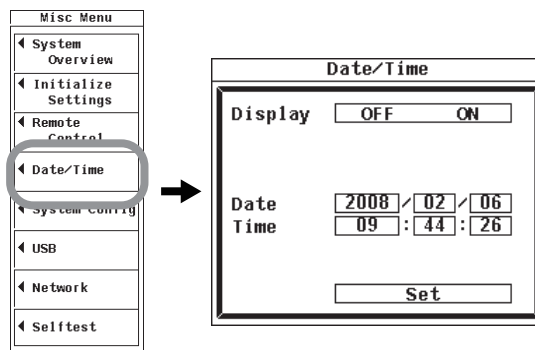 Misc Menu
System
Overview
Initialize
Settings
Remote
Control
Date/Time
System Config
USB
Network
Selftest
Date/Time
Display OFF ON
Date 2008 / 02 / 06
Time 09 : 44 : 26
Set